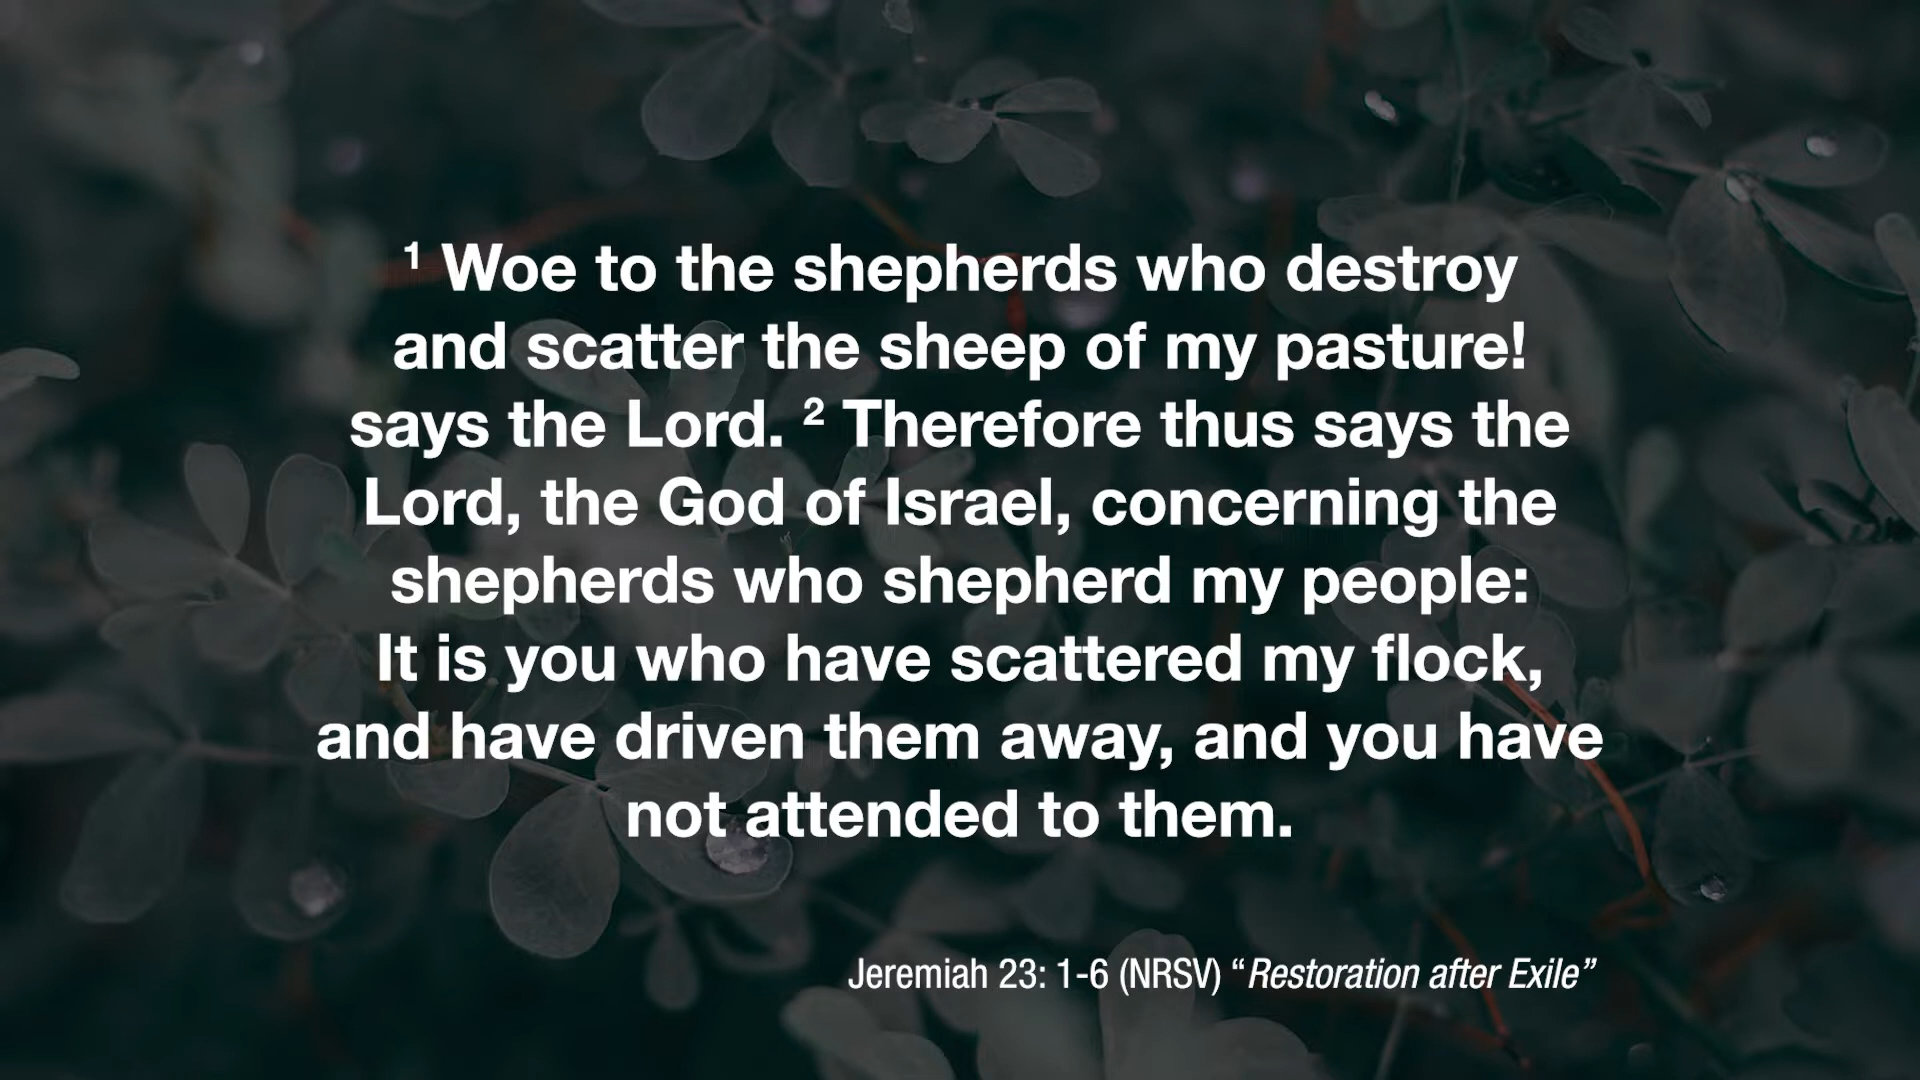 ¹ Woe to the shepherds who destroy
and scatter the sheep of my pasture!
says the Lord. ² Therefore thus says the
Lord, the God of Israel, concerning the
shepherds who shepherd my people:
It is you who have scattered my flock,
and have driven them away, and you have
not attended to them.
Jeremiah 23: 1-6 (NRSV) “Restoration after Exile”